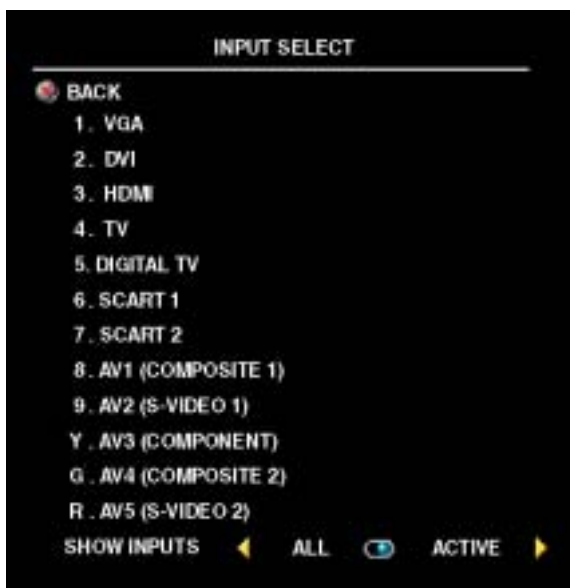 INPUT SELECT
BACK
1. VGA
2. DVI
3. HDMI
4. TV
5. DIGITAL TV
6. SCART 1
7. SCART 2
8. AV1 (COMPOSITE 1)
9. AV2 (S-VIDEO 1)
Y. AV3 (COMPONENT)
G. AV4 (COMPOSITE 2)
R. AV5 (S-VIDEO 2)
SHOW INPUTS ALL ACTIVE